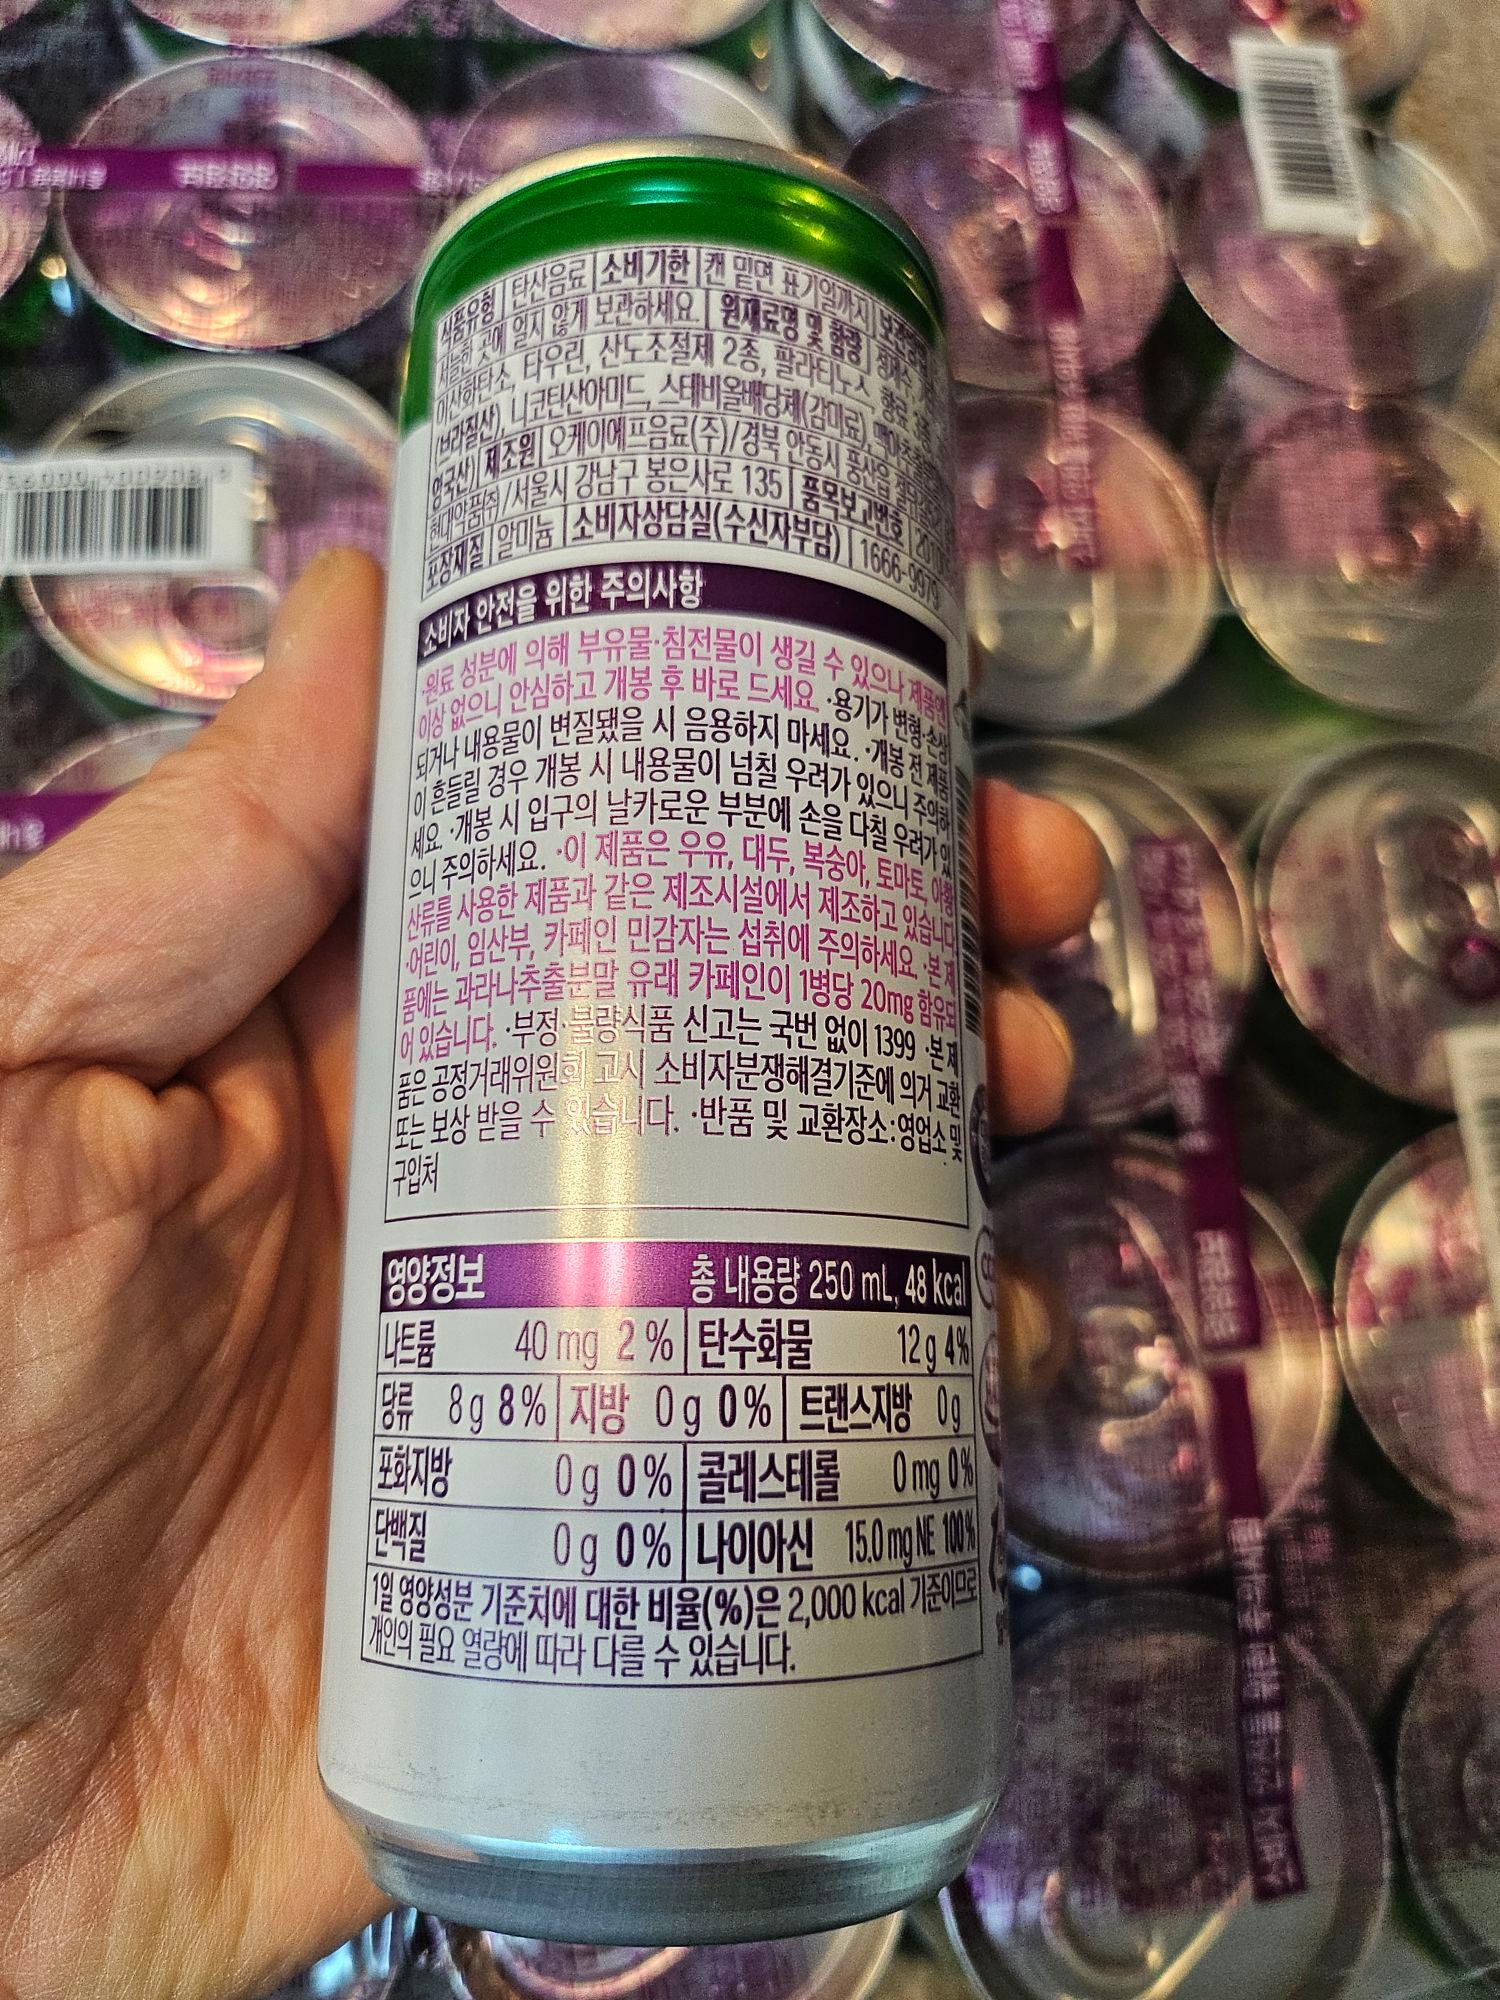 식품유형 | 탄산음료 | 소비기한 | 캔 밑면 표기일까지 |
서늘한 곳에 얼지 않게 보관하세요. | 원재료명 및 함량 | 정제수
이산화탄소, 타우린, 산도조절제 2종, 팔라티노스, 향료
(브라질산), 니코틴산아미드, 스테비올배당체(감미료),
영국산) | 제조원 | 오케이에프음료(주)/경북 안동시 풍산읍
현대약품㈜/서울시 강남구 봉은사로 135 | 품목보고번호
포장재질 | 알미늄 | 소비자상담실(수신자부담) | 1666-9979
소비자 안전을 위한 주의사항
·원료 성분에 의해 부유물·침전물이 생길 수 있으나 제품엔
이상 없으니 안심하고 개봉 후 바로 드세요. ·용기가 변형·손상
되거나 내용물이 변질됐을 시 음용하지 마세요. ·개봉 전 제품
이 흔들릴 경우 개봉 시 내용물이 넘칠 우려가 있으니 주의하
세요. ·개봉 시 입구의 날카로운 부분에 손을 다칠 우려가 있
으니 주의하세요. ·이 제품은 우유, 대두, 복숭아, 토마토, 아황
산류를 사용한 제품과 같은 제조시설에서 제조하고 있습니다.
·어린이, 임산부, 카페인 민감자는 섭취에 주의하세요. ·본 제
품에는 과라나추출분말 유래 카페인이 1병당 20mg 함유되
어 있습니다. ·부정·불량식품 신고는 국번 없이 1399 ·본 제
품은 공정거래위원회 고시 소비자분쟁해결기준에 의거 교환
또는 보상 받을 수 있습니다. ·반품 및 교환장소:영업소 및
구입처
영양정보 총 내용량 250 mL, 48 kcal
나트륨 40 mg 2 % | 탄수화물 12 g 4%
당류 8 g 8 % | 지방 0 g 0 % | 트랜스지방 0 g
포화지방 0 g 0 % | 콜레스테롤 0 mg 0%
단백질 0 g 0 % | 나이아신 15.0 mg NE 100%
1일 영양성분 기준치에 대한 비율(%)은 2,000 kcal 기준이므로
개인의 필요 열량에 따라 다를 수 있습니다.